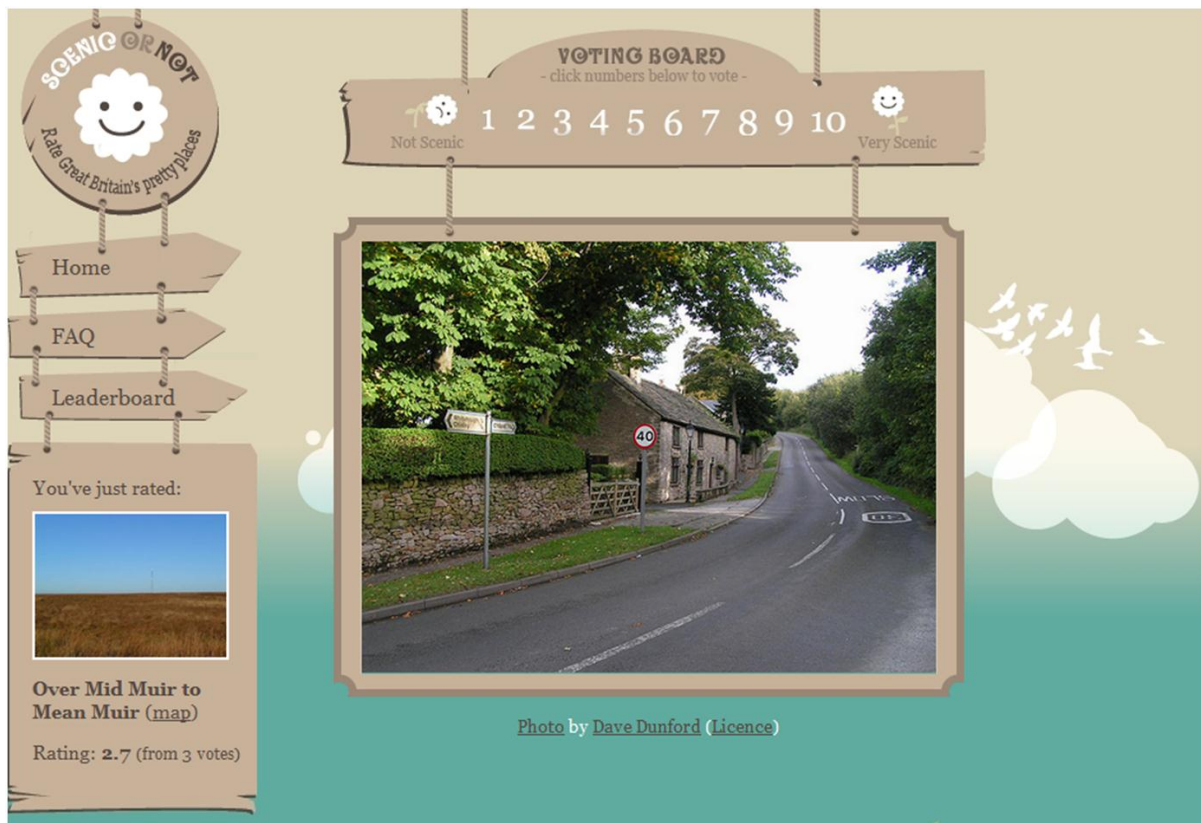 SCENIC OR NOT
Rate Great Britain's pretty places
Home
FAQ
Leaderboard
You've just rated:
Over Mid Muir to
Mean Muir (map)
Rating: 2.7 (from 3 votes)
VOTING BOARD
- click numbers below to vote -
1 2 3 4 5 6 7 8 9 10
Not Scenic
Very Scenic
40
SLOW
Photo by Dave Dunford (Licence)